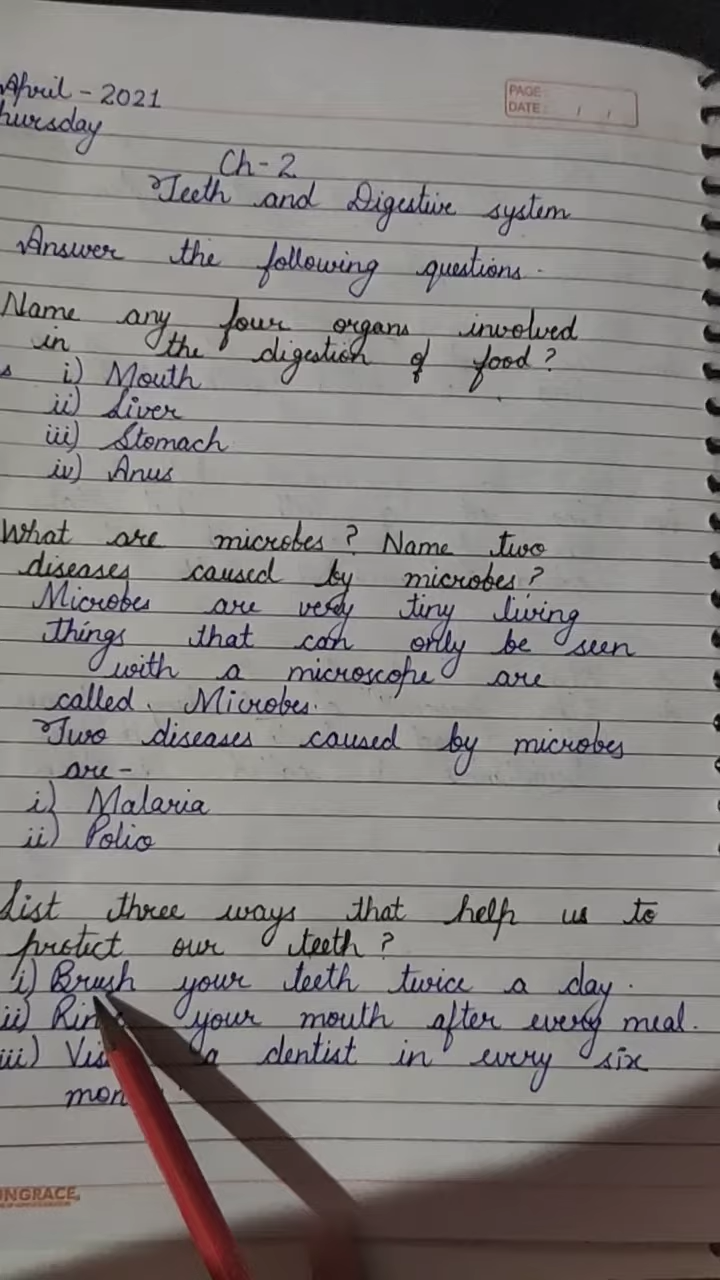 April - 2021
PAGE :
DATE : / /
hursday
Ch - 2
Teeth and Digestive system
Answer the following questions.
Name any four organs involved
in the digestion of food ?
s i) Mouth
ii) Liver
iii) Stomach
iv) Anus
What are microbes ? Name two
diseases caused by microbes ?
Microbes are very tiny living
things that can only be seen
with a microscope are
called. Microbes.
Two diseases caused by microbes
are -
i) Malaria
ii) Polio
List three ways that help us to
protect our teeth ?
i) Brush your teeth twice a day.
ii) your mouth after every meal.
iii) a dentist in every six
NGRACE